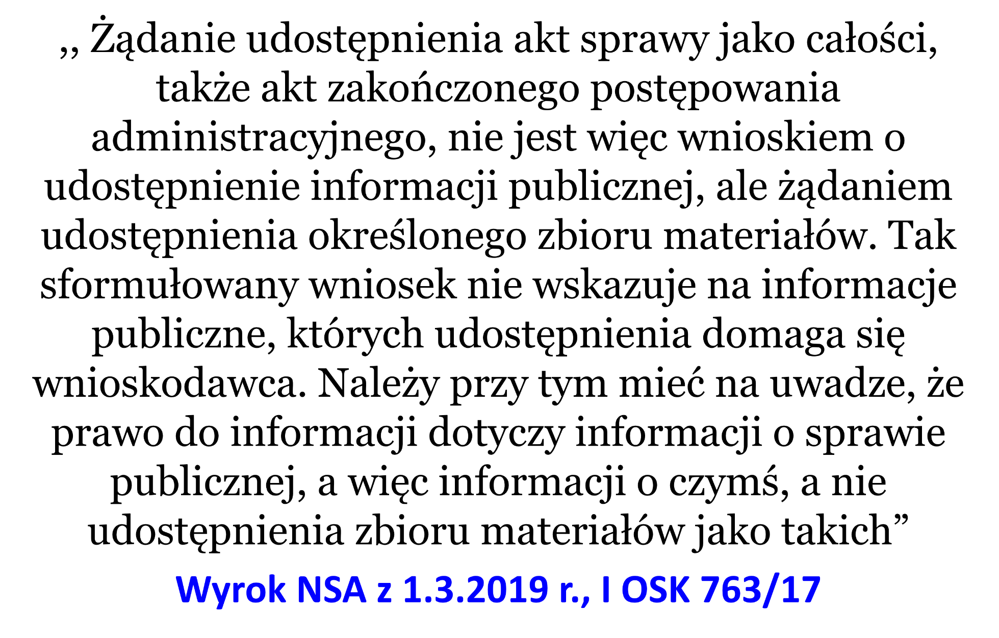 ,, Żądanie udostępnienia akt sprawy jako całości,
także akt zakończonego postępowania
administracyjnego, nie jest więc wnioskiem o
udostępnienie informacji publicznej, ale żądaniem
udostępnienia określonego zbioru materiałów. Tak
sformułowany wniosek nie wskazuje na informacje
publiczne, których udostępnienia domaga się
wnioskodawca. Należy przy tym mieć na uwadze, że
prawo do informacji dotyczy informacji o sprawie
publicznej, a więc informacji o czymś, a nie
udostępnienia zbioru materiałów jako takich”
Wyrok NSA z 1.3.2019 r., I OSK 763/17